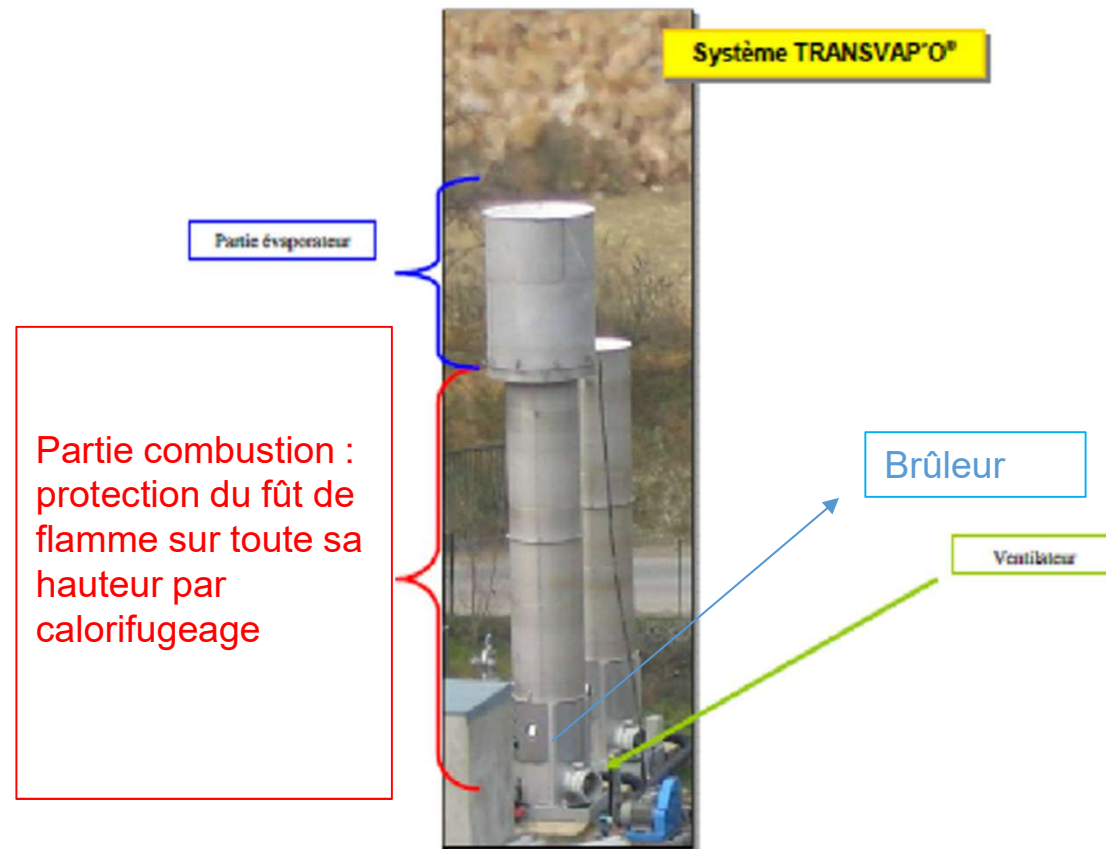 Système TRANSVAP'O®
Partie évaporateur
Partie combustion :
protection du fût de
flamme sur toute sa
hauteur par
calorifugeage
Brûleur
Ventilateur